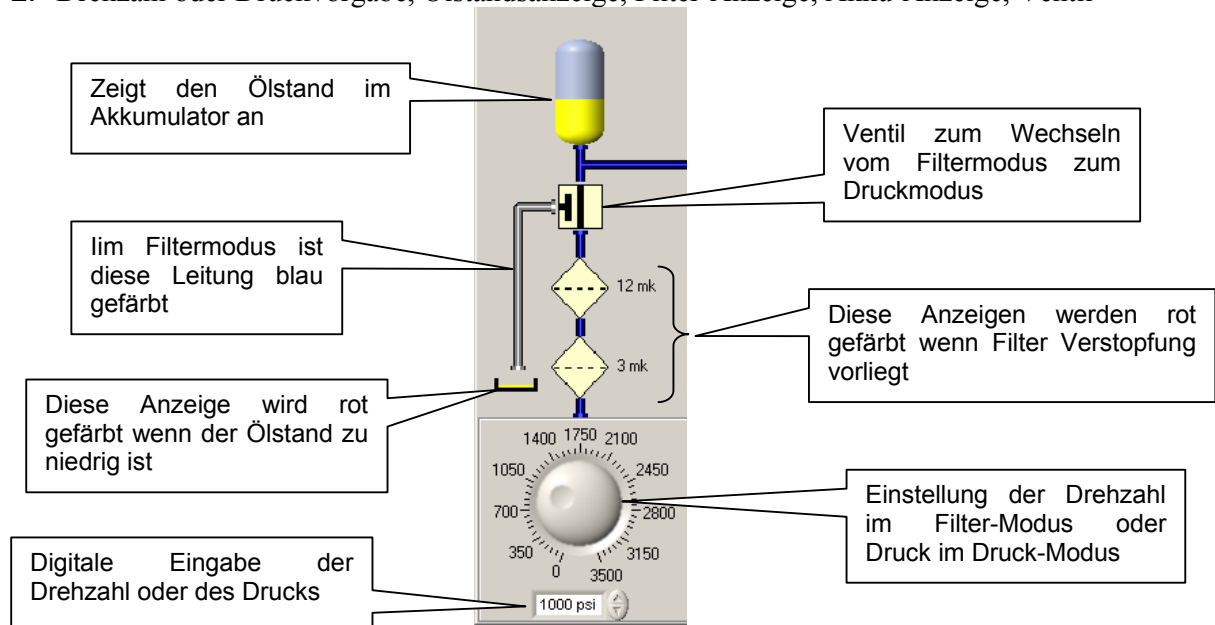 2. Drehzahl oder Druckvorgabe, Ölstandsanzeige, Filter-Anzeige, Akku-Anzeige, Ventil
Zeigt den Ölstand im
Akkumulator an
Ventil zum Wechseln
vom Filtermodus zum
Druckmodus
Iim Filtermodus ist
diese Leitung blau
gefärbt
12 mk
3 mk
Diese Anzeigen werden rot
gefärbt wenn Filter Verstopfung
vorliegt
Diese Anzeige wird rot
gefärbt wenn der Ölstand zu
niedrig ist
0
350
700
1050
1400
1750
2100
2450
2800
3150
3500
Einstellung der Drehzahl
im Filter-Modus oder
Druck im Druck-Modus
Digitale Eingabe der
Drehzahl oder des Drucks
1000 psi